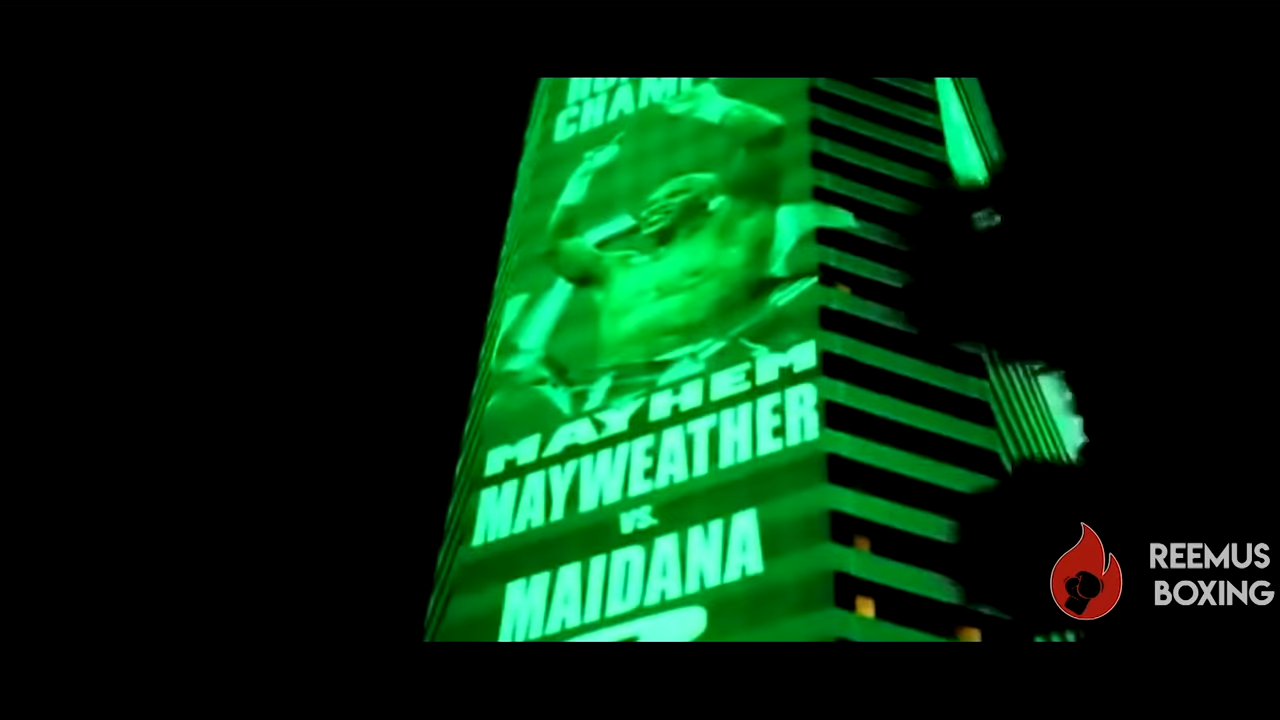 CHAMP
MAYHEM
MAYWEATHER
VS.
MAIDANA
REEMUS
BOXING